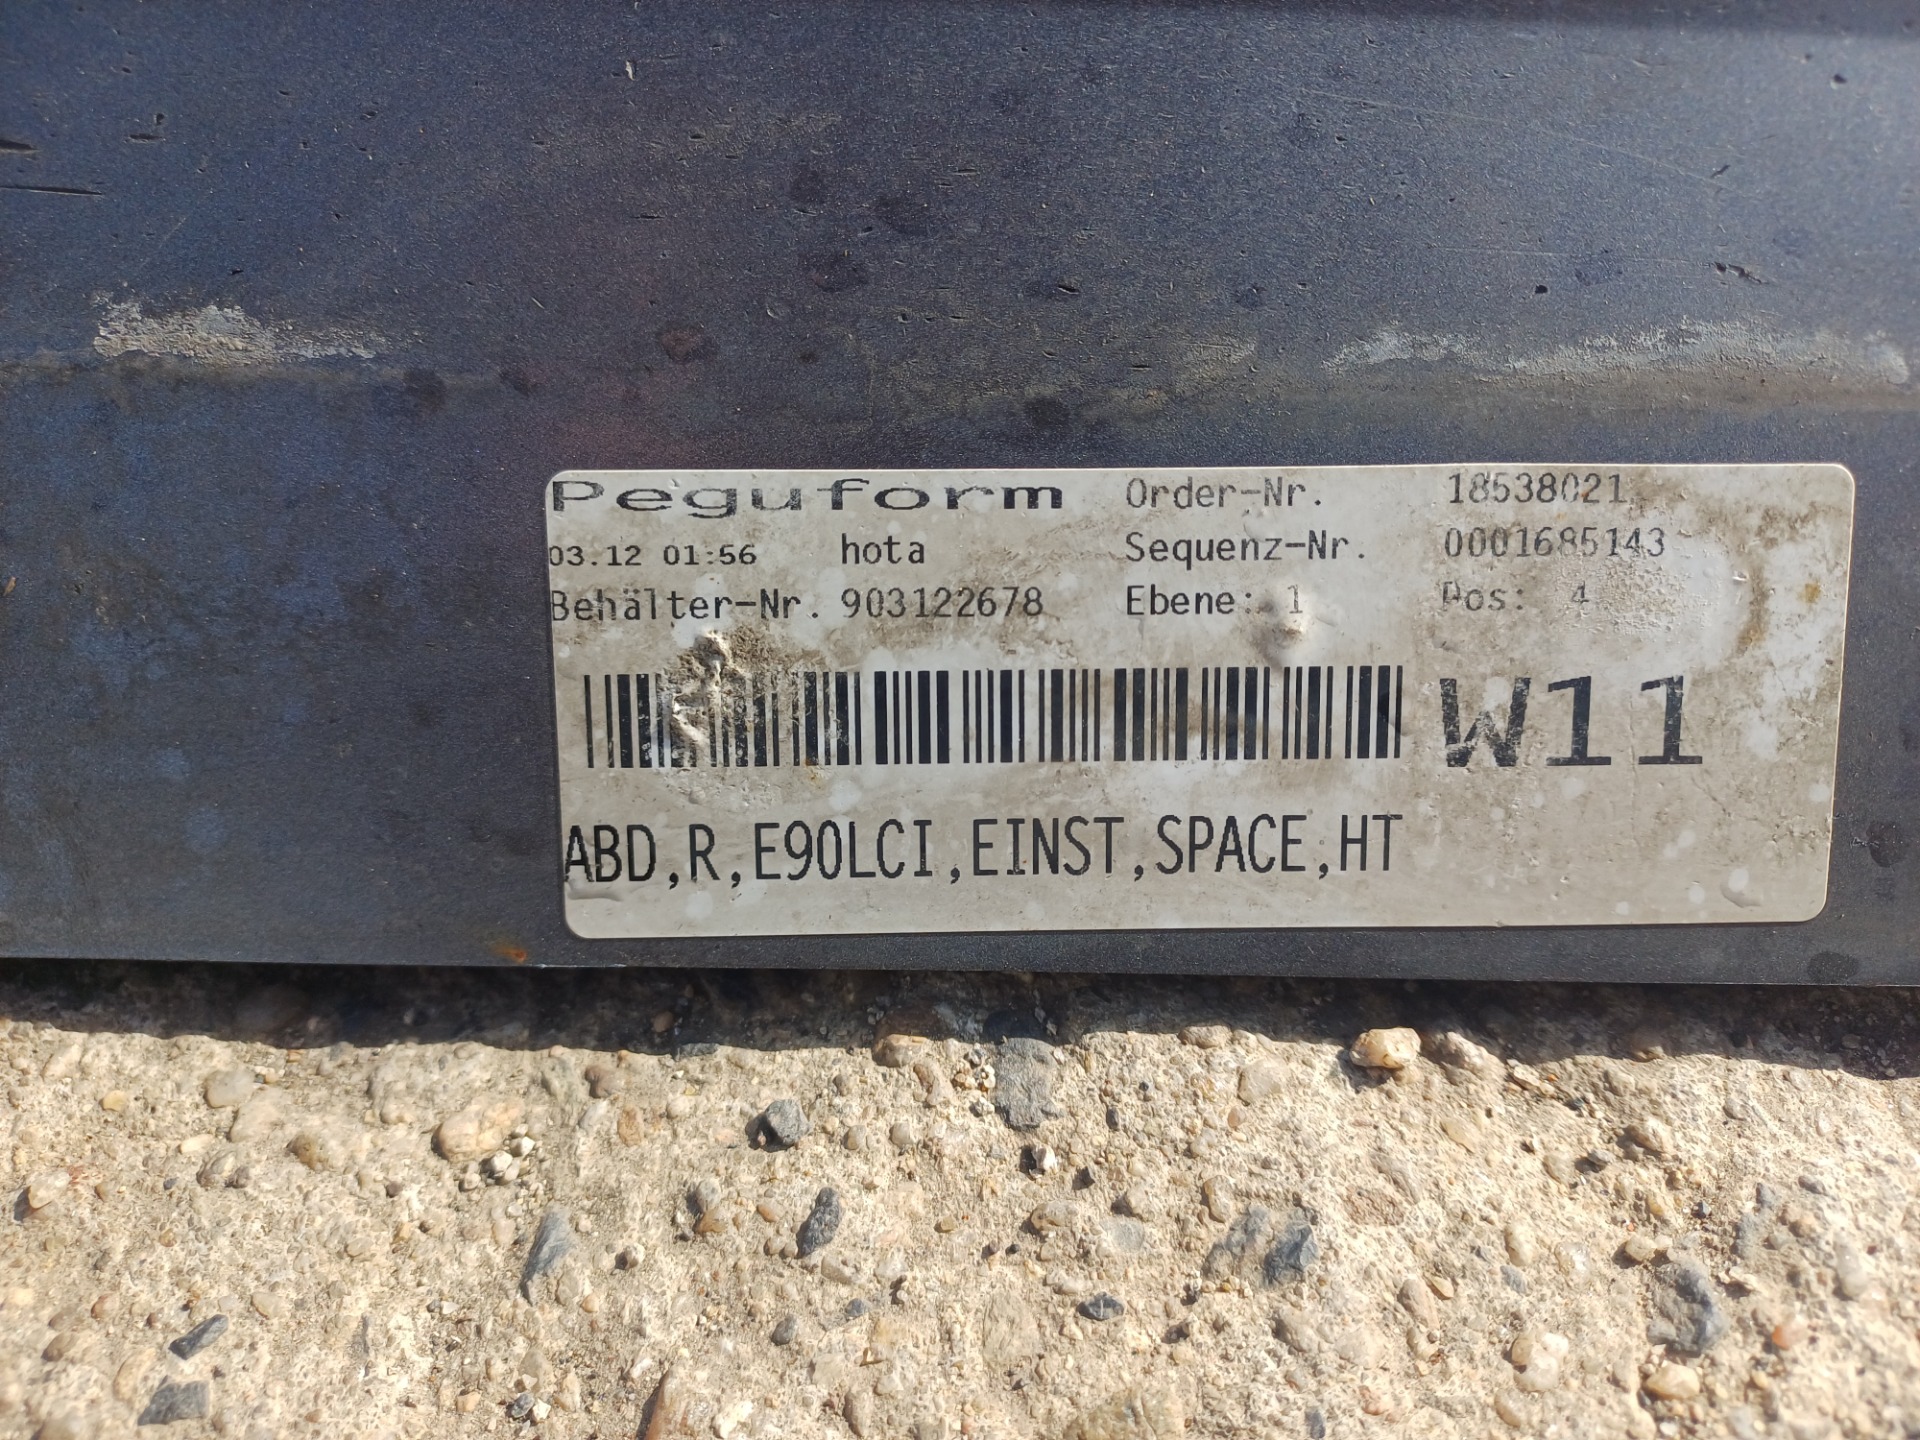 Peguform Order-Nr. 18538021
03.12 01:56 hota Sequenz-Nr. 0001685143
Behälter-Nr. 903122678 Ebene: 1 Pos: 4
W11
ABD,R,E90LCI,EINST,SPACE,HT